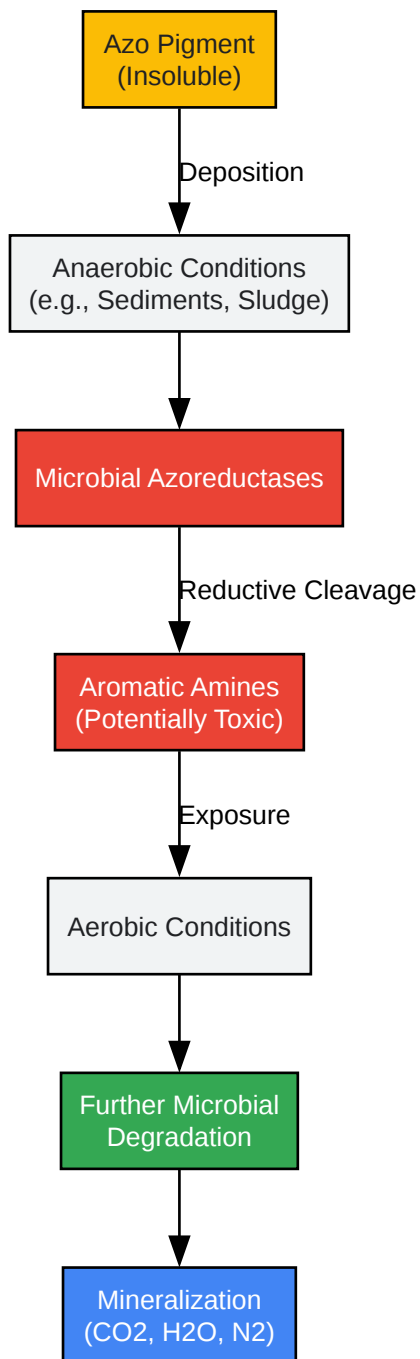 Azo Pigment
(Insoluble)
Deposition
Anaerobic Conditions
(e.g., Sediments, Sludge)
Microbial Azoreductases
Reductive Cleavage
Aromatic Amines
(Potentially Toxic)
Exposure
Aerobic Conditions
Further Microbial
Degradation
Mineralization
(CO2, H2O, N2)